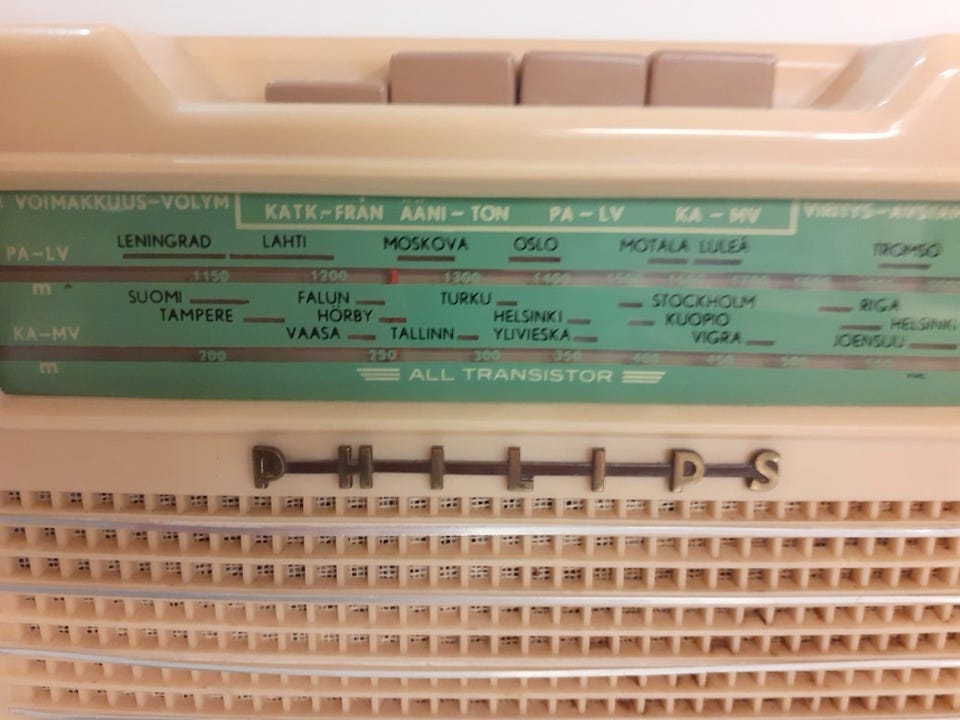 VOIMAKKUUS-VOLYM KATK.-FRÅN ÄÄNI-TON PA-LV KA-MV VIRITYS-AVSTÄM
PA-LV LENINGRAD LAHTI MOSKOVA OSLO MOTALA LULEÅ TROMSÖ
m 1150 1200 1300 1400
SUOMI FALUN TURKU STOCKHOLM RIGA
TAMPERE HÖRBY HELSINKI KUOPIO HELSINKI
KA-MV VAASA TALLINN YLIVIESKA VIGRA JOENSUU
m 200 250 300 350 400
ALL TRANSISTOR
PHILIPS